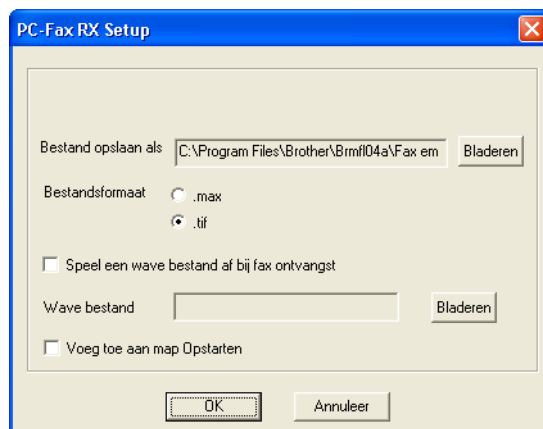 PC-Fax RX Setup
Bestand opslaan als C:\Program Files\Brother\Brmfl04a\Fax em Bladeren
Bestandsformaat .max
.tif
Speel een wave bestand af bij fax ontvangst
Wave bestand Bladeren
Voeg toe aan map Opstarten
OK Annuleer